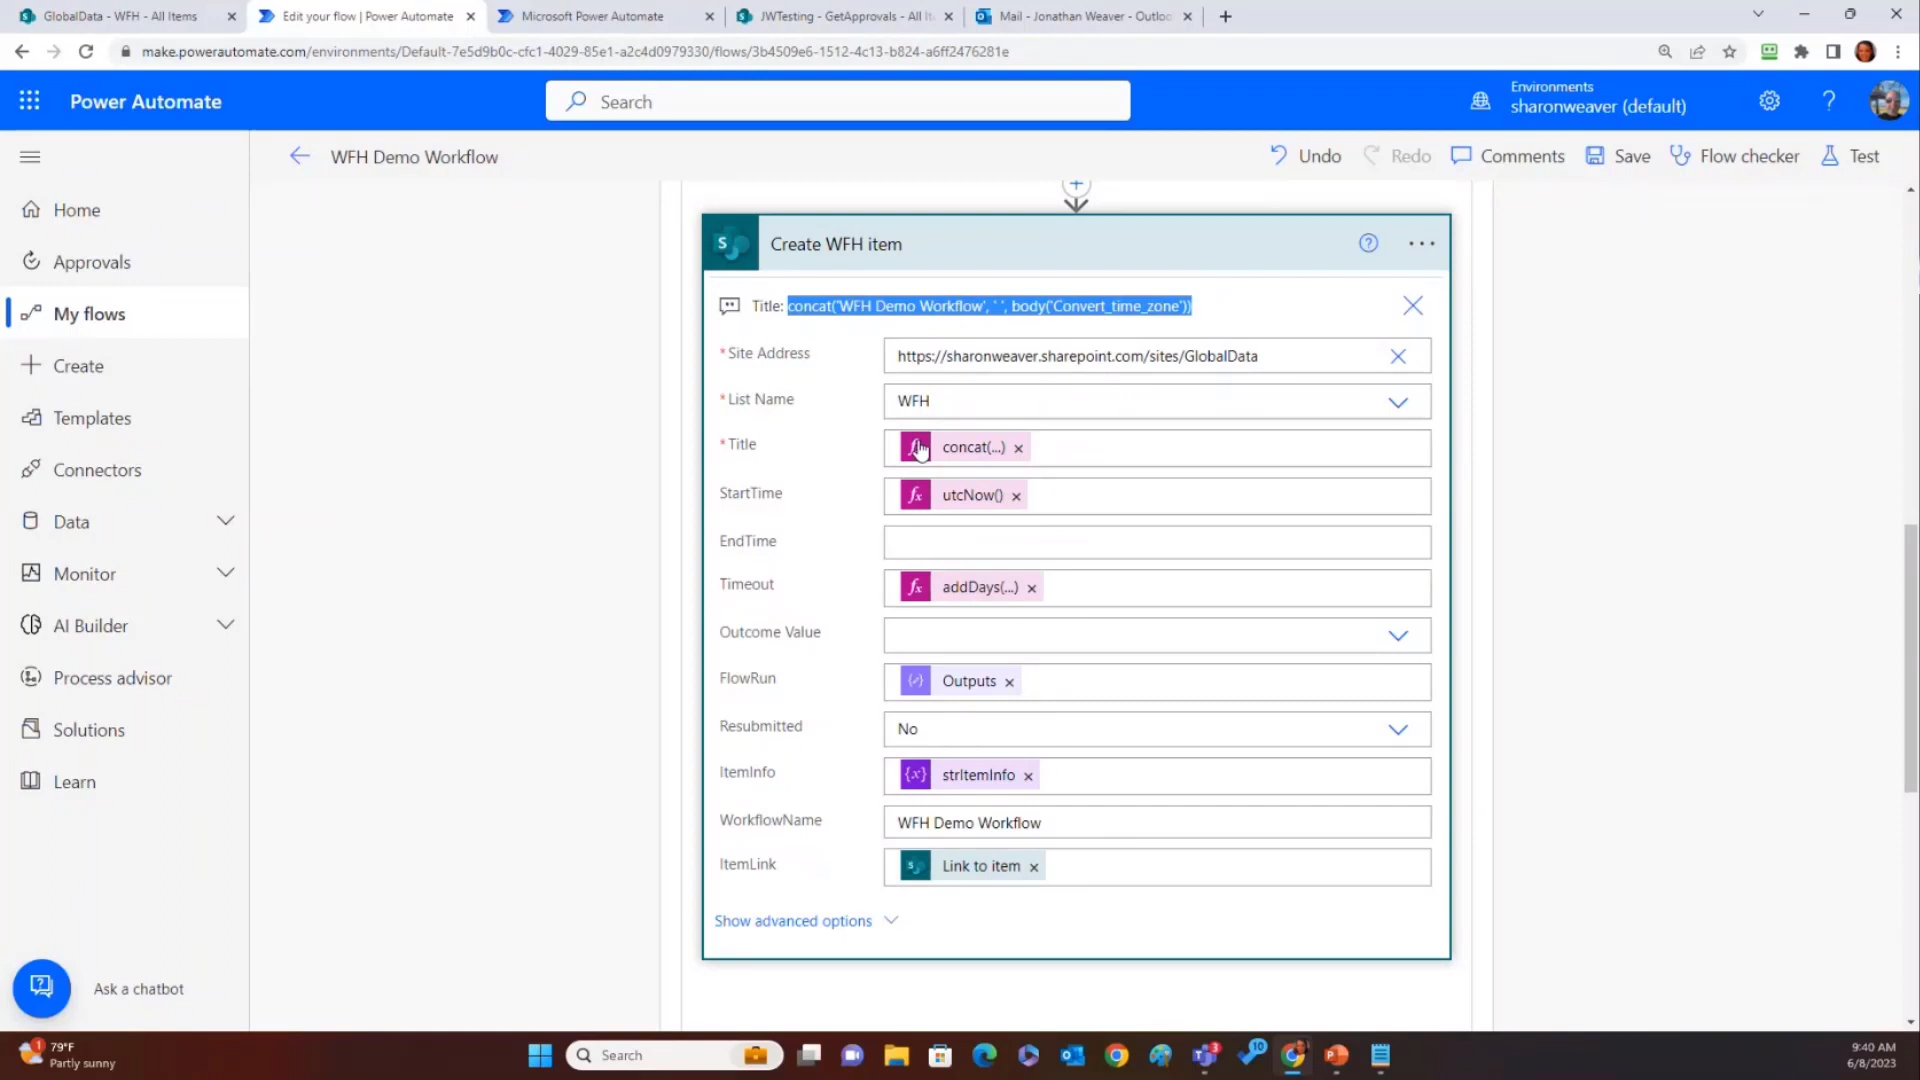 GlobalData - WFH - All Items
Edit your flow | Power Automate
Microsoft Power Automate
JWTesting - GetApprovals - All It
Mail - Jonathan Weaver - Outloo
make.powerautomate.com/environments/Default-7e5d9b0c-cfc1-4029-85e1-a2c4d0979330/flows/3b4509e6-1512-4c13-b824-a6ff2476281e
Power Automate
Search
Environments
sharonweaver (default)
WFH Demo Workflow
Undo
Redo
Comments
Save
Flow checker
Test
Home
Approvals
My flows
Create
Templates
Connectors
Data
Monitor
AI Builder
Process advisor
Solutions
Learn
Ask a chatbot
Create WFH item
Title: concat('WFH Demo Workflow', ' ', body('Convert_time_zone'))
* Site Address
https://sharonweaver.sharepoint.com/sites/GlobalData
* List Name
WFH
* Title
concat(...)
StartTime
utcNow()
EndTime
Timeout
addDays(...)
Outcome Value
FlowRun
Outputs
Resubmitted
No
ItemInfo
strItemInfo
WorkflowName
WFH Demo Workflow
ItemLink
Link to item
Show advanced options
1
79°F
Partly sunny
Search
3
10
9:40 AM
6/8/2023